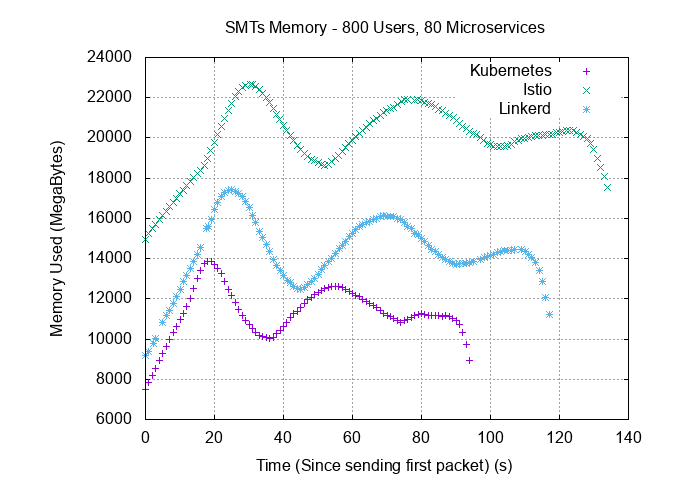 SMTs Memory - 800 Users, 80 Microservices
24000
22000
20000
18000
16000
14000
12000
10000
8000
6000
Memory Used (MegaBytes)
Kubernetes
Istio
Linkerd
0 20 40 60 80 100 120 140
Time (Since sending first packet) (s)